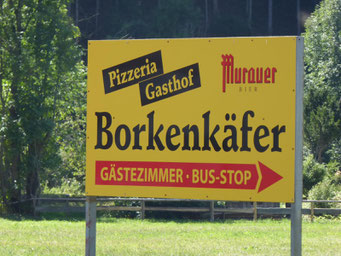 Pizzeria
Gasthof
Murauer
BIER
Borkenkäfer
GÄSTEZIMMER · BUS-STOP